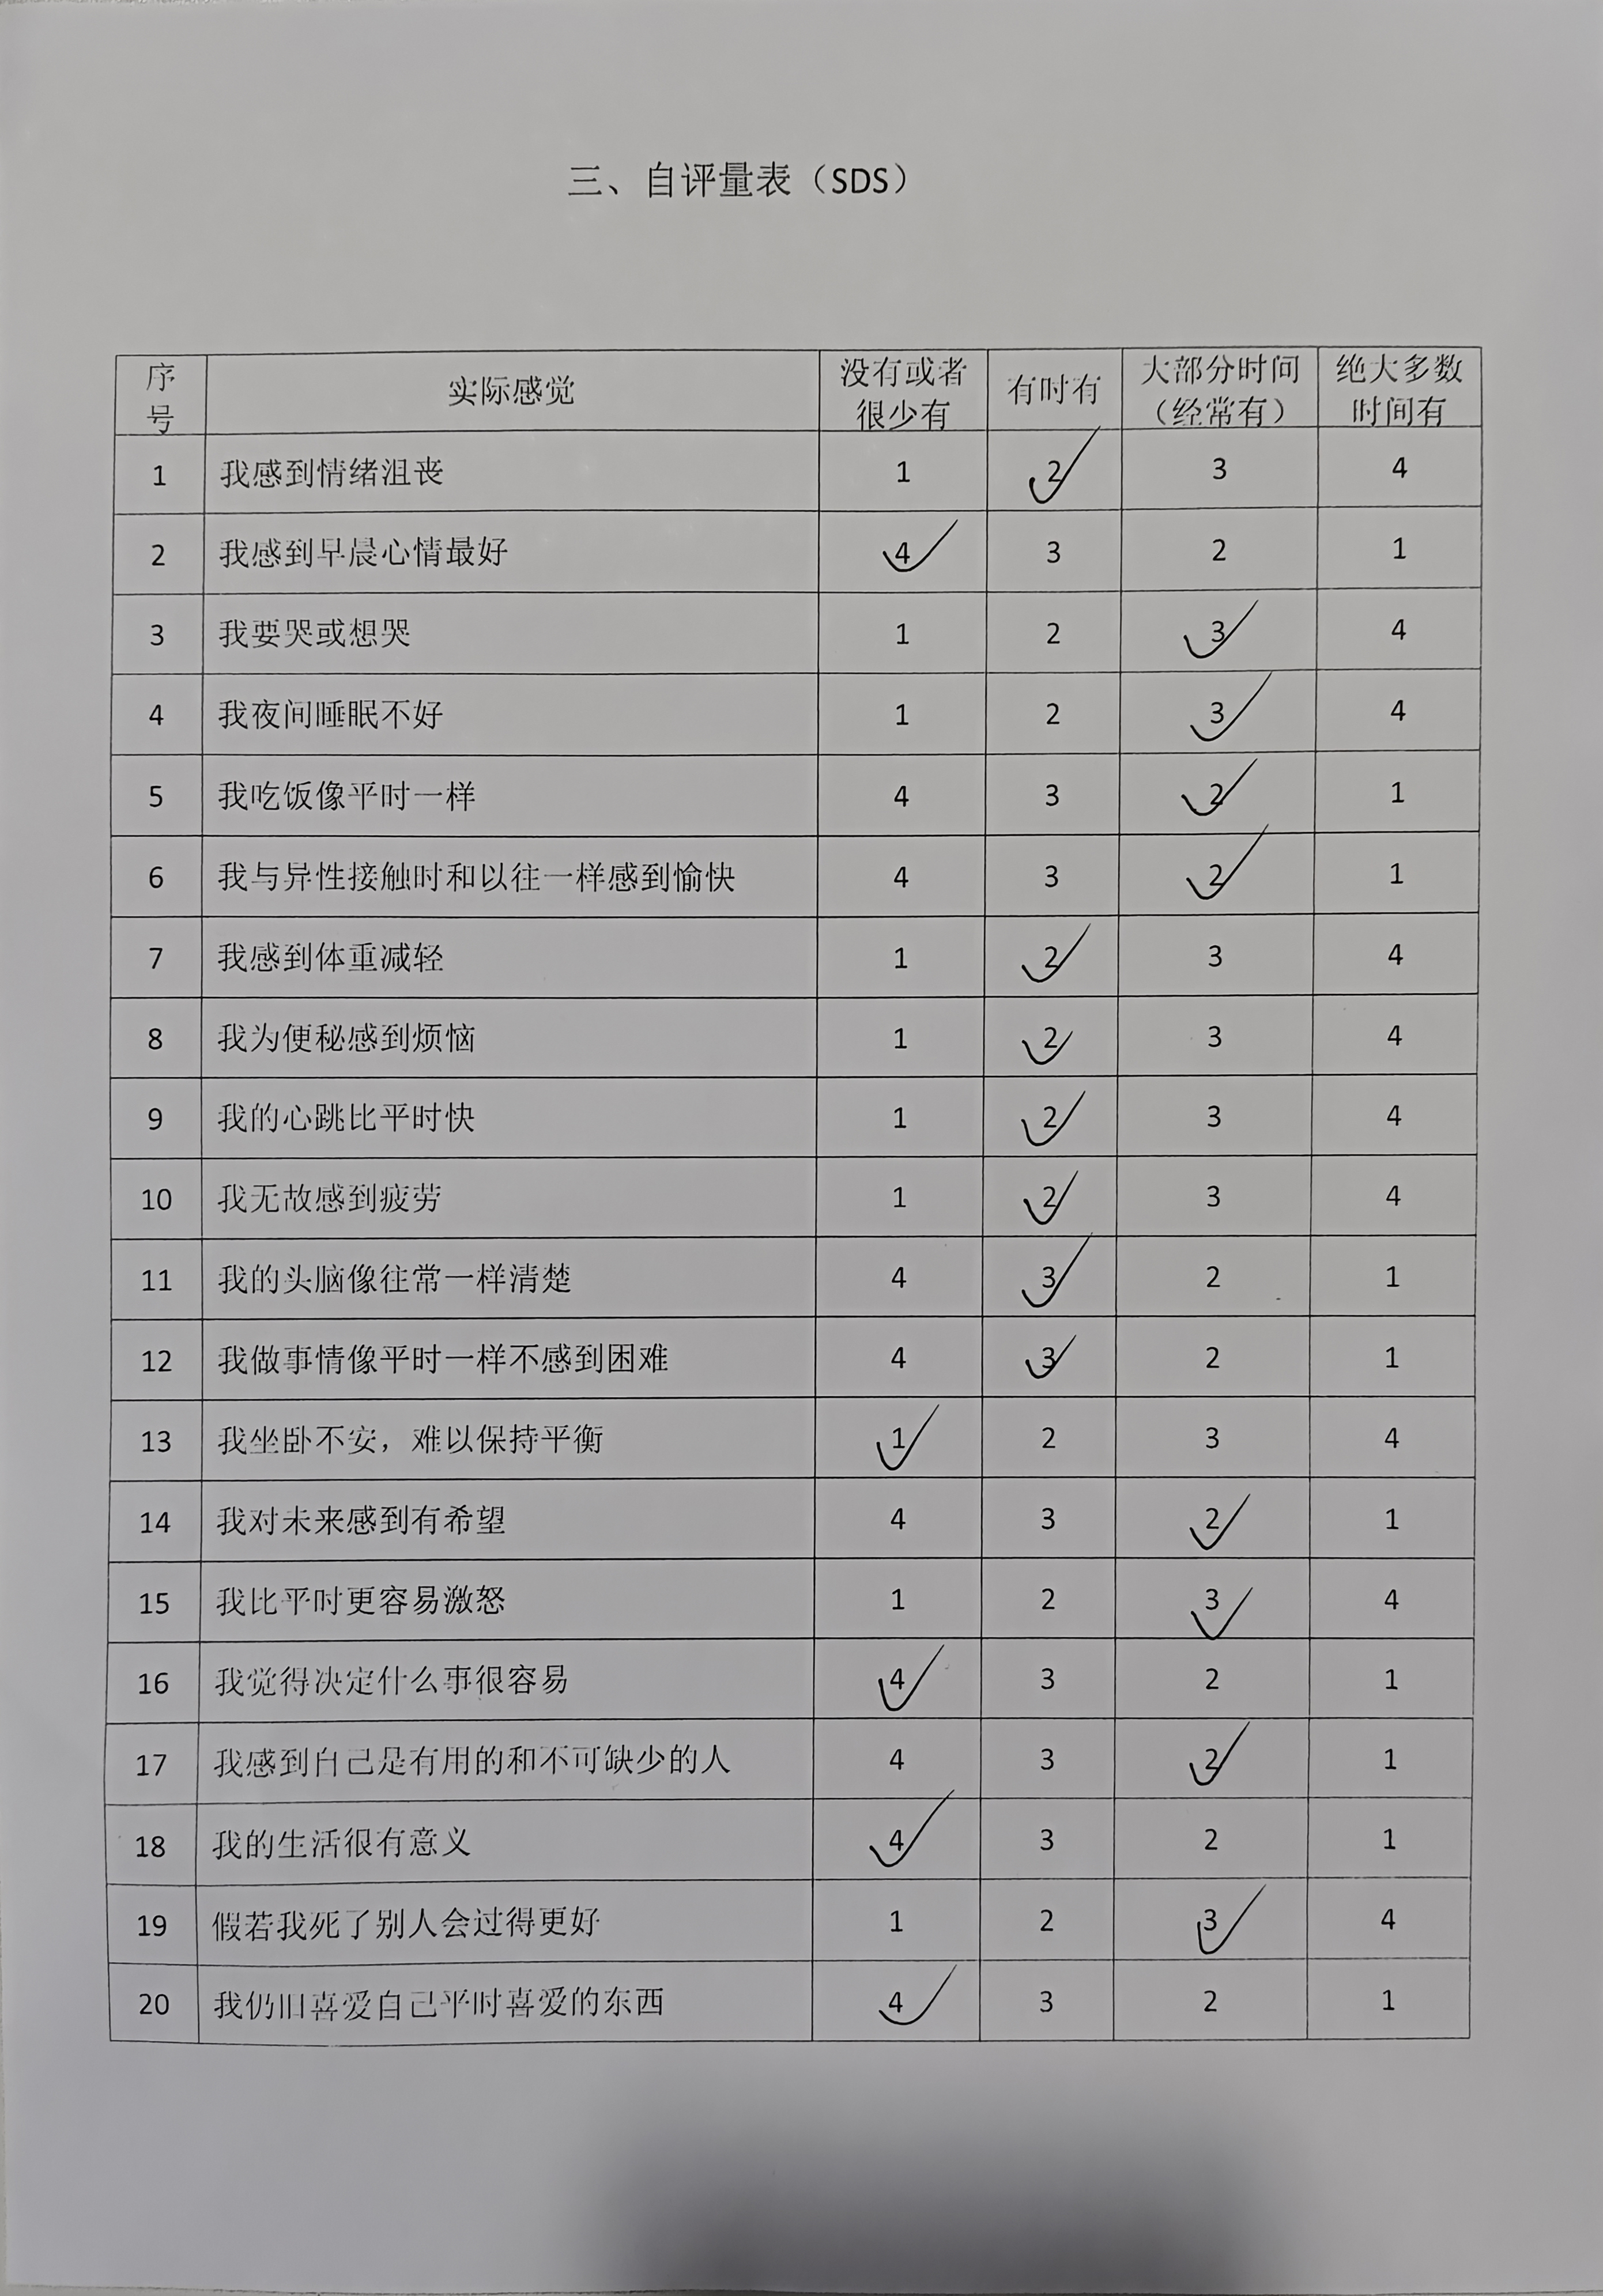 三、自评量表（SDS）
序号 实际感觉 没有或者很少有 有时有 大部分时间（经常有） 绝大多数时间有
1 我感到情绪沮丧 1 2 3 4
2 我感到早晨心情最好 4 3 2 1
3 我要哭或想哭 1 2 3 4
4 我夜间睡眠不好 1 2 3 4
5 我吃饭像平时一样 4 3 2 1
6 我与异性接触时和以往一样感到愉快 4 3 2 1
7 我感到体重减轻 1 2 3 4
8 我为便秘感到烦恼 1 2 3 4
9 我的心跳比平时快 1 2 3 4
10 我无故感到疲劳 1 2 3 4
11 我的头脑像往常一样清楚 4 3 2 1
12 我做事情像平时一样不感到困难 4 3 2 1
13 我坐卧不安，难以保持平衡 1 2 3 4
14 我对未来感到有希望 4 3 2 1
15 我比平时更容易激怒 1 2 3 4
16 我觉得决定什么事很容易 4 3 2 1
17 我感到自己是有用的和不可缺少的人 4 3 2 1
18 我的生活很有意义 4 3 2 1
19 假若我死了别人会过得更好 1 2 3 4
20 我仍旧喜爱自己平时喜爱的东西 4 3 2 1